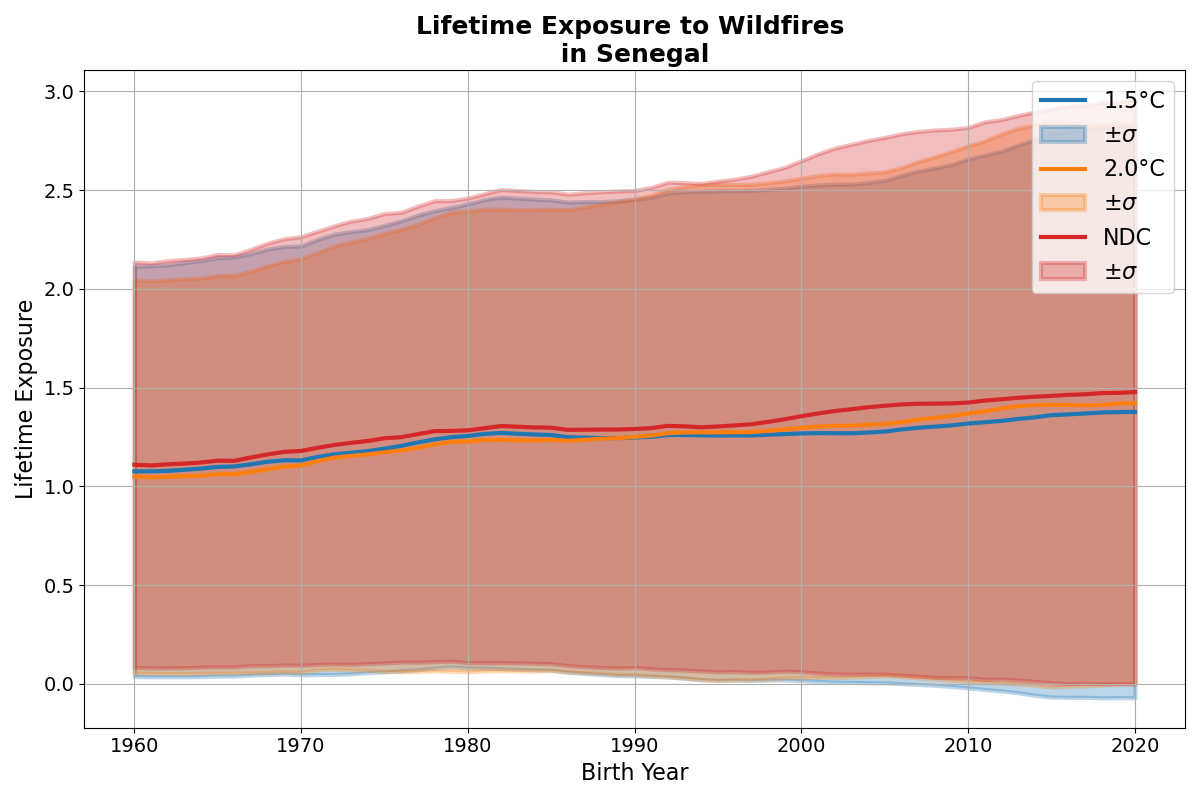 Lifetime Exposure to Wildfires
in Senegal
Lifetime Exposure
3.0
2.5
2.0
1.5
1.0
0.5
0.0
1960
1970
1980
1990
2000
2010
2020
Birth Year
1.5°C
±σ
2.0°C
±σ
NDC
±σ